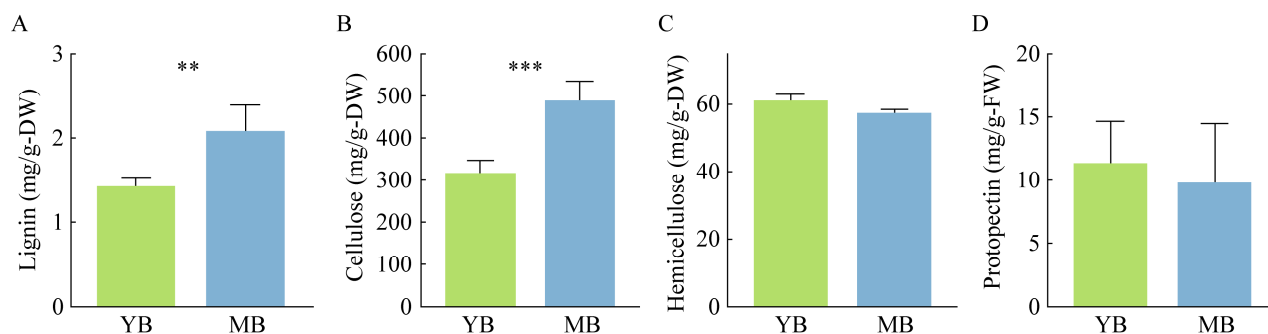 A
Lignin (mg/g-DW)
3
2
1
0
**
YB
MB
B
Cellulose (mg/g-DW)
600
500
400
300
200
100
0
***
YB
MB
C
Hemicellulose (mg/g-DW)
60
40
20
0
YB
MB
D
Protopectin (mg/g-FW)
20
15
10
5
0
YB
MB